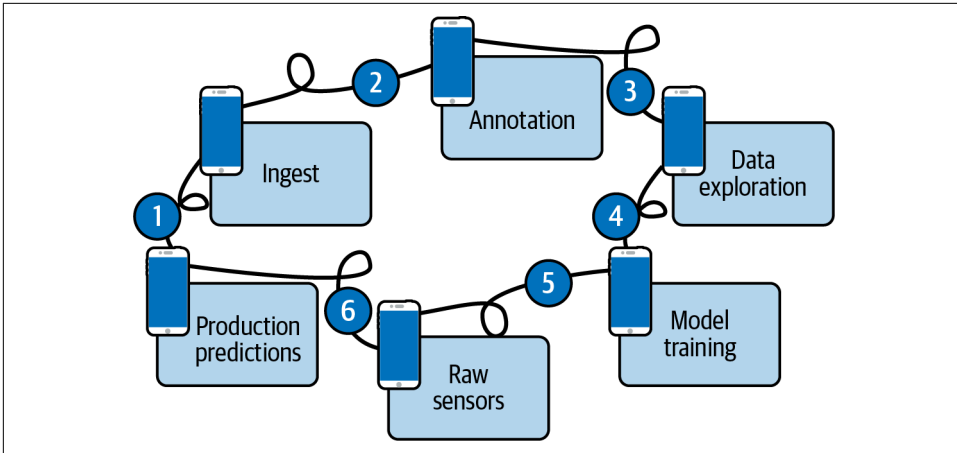 2
3
Annotation
Ingest
Data
exploration
1
4
5
6
Production
predictions
Model
training
Raw
sensors